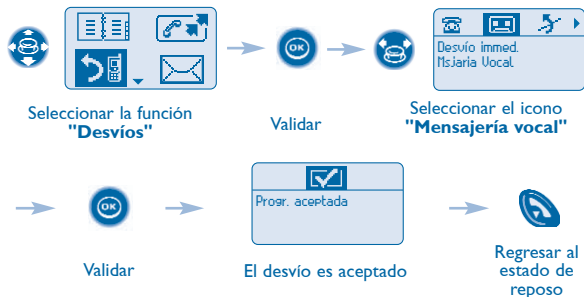 OK
Desvío immed.
Msjaria Vocal
Seleccionar la función
"Desvíos"
Validar
Seleccionar el icono
"Mensajería vocal"
OK
Progr. aceptada
Validar
El desvío es aceptado
Regresar al
estado de
reposo